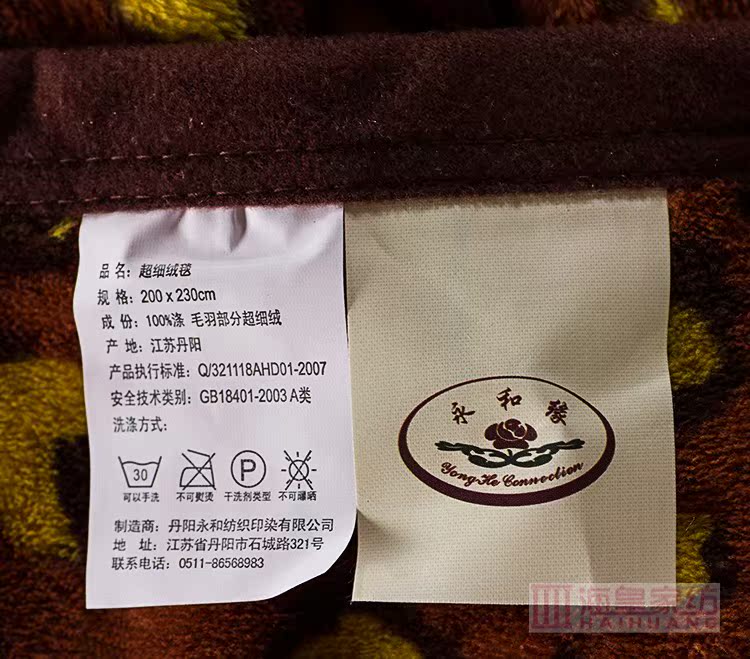 品 名：超细绒毯
规 格：200 x 230cm
成 份：100%涤 毛羽部分超细绒
产 地：江苏丹阳
产品执行标准：Q/321118AHD01-2007
安全技术类别：GB18401-2003 A类
洗涤方式：
30 P
可以手洗 不可熨烫 干洗剂类型 不可曝晒
制造商：丹阳永和纺织印染有限公司
地 址：江苏省丹阳市石城路321号
联系电话：0511-86568983
永和
Yong He Connection
海皇家纺
HAIHUANG